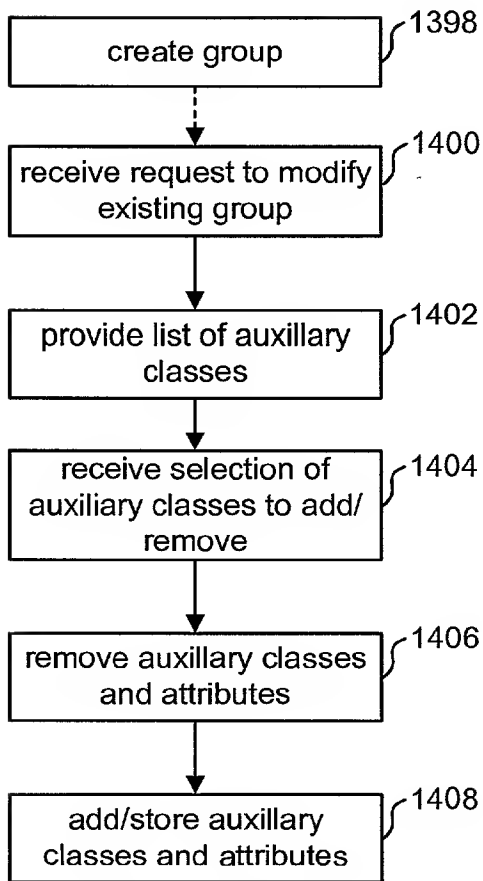 create group
1398
receive request to modify
existing group
1400
provide list of auxillary
classes
1402
receive selection of
auxiliary classes to add/
remove
1404
remove auxillary classes
and attributes
1406
add/store auxillary
classes and attributes
1408